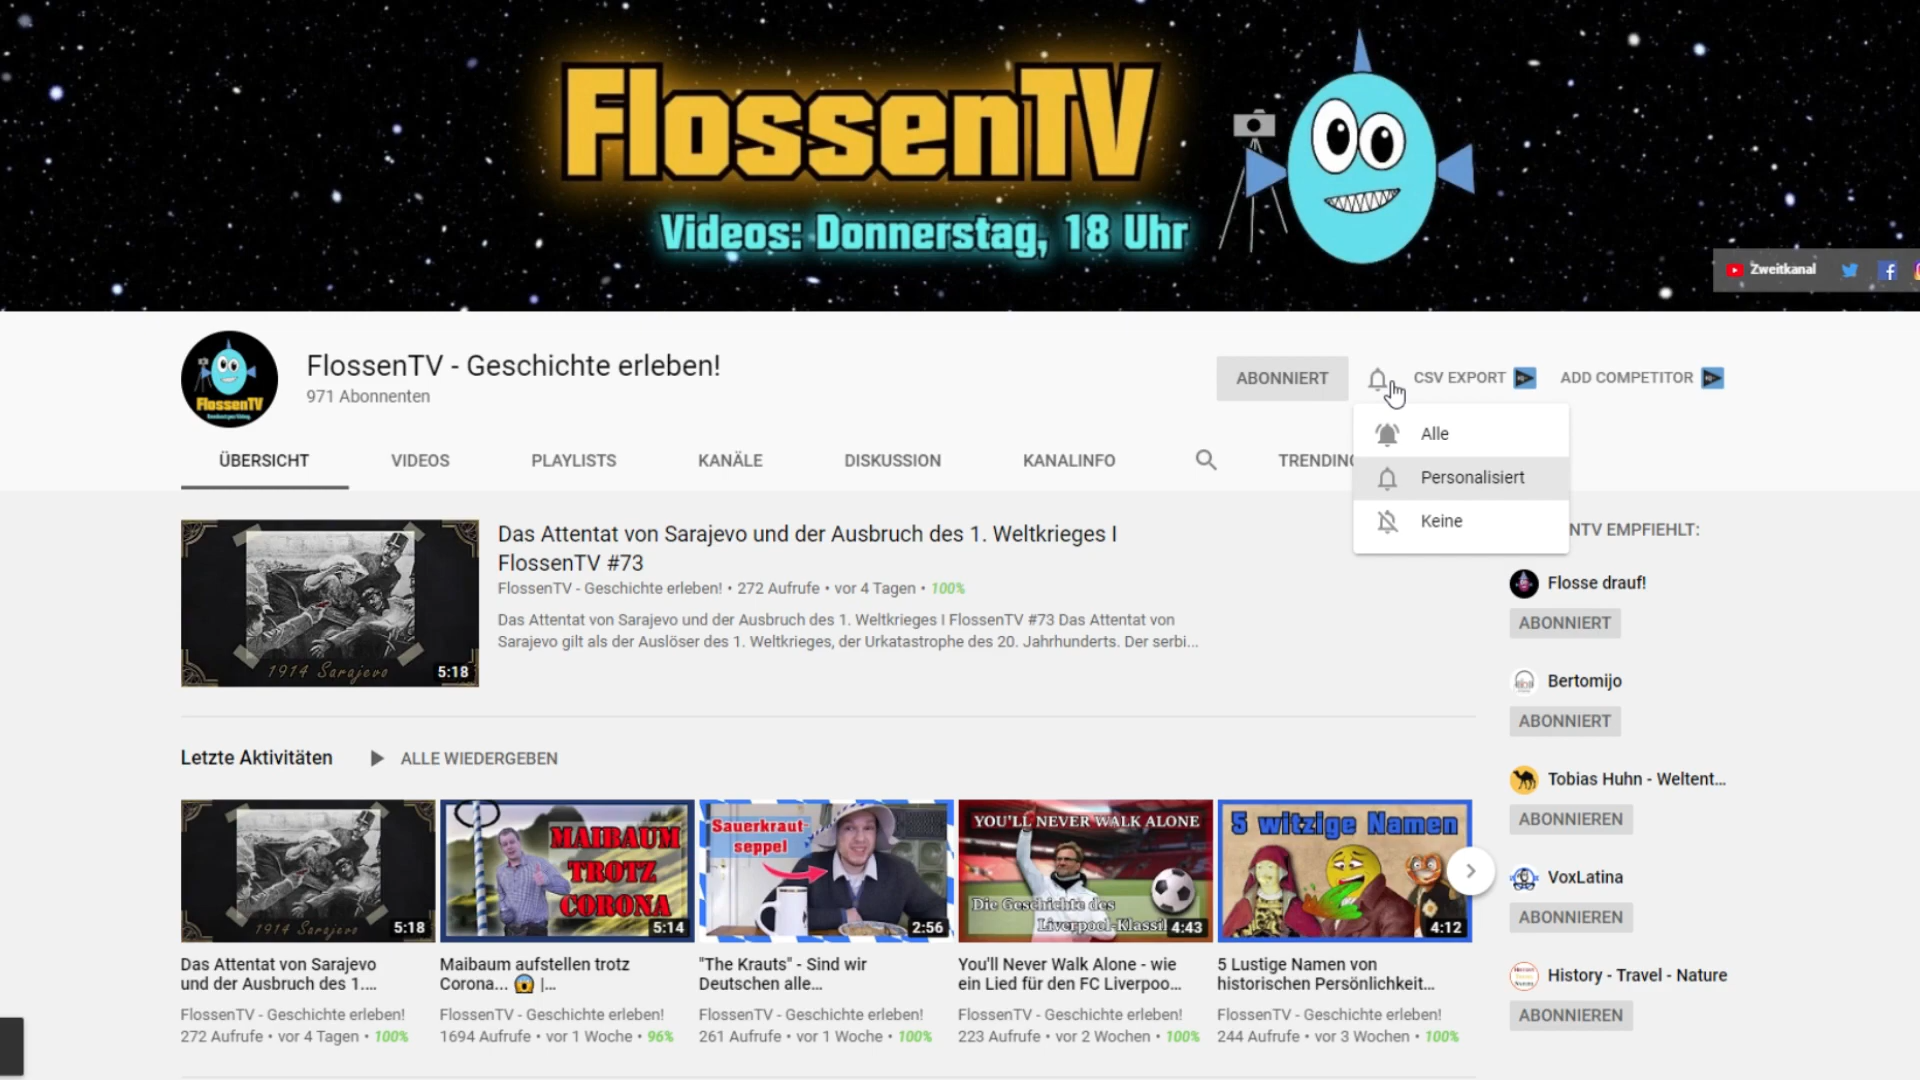 FlossenTV
Videos: Donnerstag, 18 Uhr
Zweitkanal
FlossenTV
FlossenTV - Geschichte erleben!
971 Abonnenten
ABONNIERT
CSV EXPORT
ADD COMPETITOR
Alle
Personalisiert
Keine
ÜBERSICHT
VIDEOS
PLAYLISTS
KANÄLE
DISKUSSION
KANALINFO
TRENDING
1914 Sarajevo
5:18
Das Attentat von Sarajevo und der Ausbruch des 1. Weltkrieges I
FlossenTV #73
FlossenTV - Geschichte erleben! • 272 Aufrufe • vor 4 Tagen • 100%
Das Attentat von Sarajevo und der Ausbruch des 1. Weltkrieges I FlossenTV #73 Das Attentat von
Sarajevo gilt als der Auslöser des 1. Weltkrieges, der Urkatastrophe des 20. Jahrhunderts. Der serbi...
NTV EMPFIEHLT:
Flosse drauf!
ABONNIERT
Bertomijo
ABONNIERT
Tobias Huhn - Weltent...
ABONNIEREN
VoxLatina
ABONNIEREN
History - Travel - Nature
ABONNIEREN
Letzte Aktivitäten
ALLE WIEDERGEBEN
1914 Sarajevo
5:18
Das Attentat von Sarajevo
und der Ausbruch des 1....
FlossenTV - Geschichte erleben!
272 Aufrufe • vor 4 Tagen • 100%
MAIBAUM
TROTZ
CORONA
5:14
Maibaum aufstellen trotz
Corona... 😱 |...
FlossenTV - Geschichte erleben!
1694 Aufrufe • vor 1 Woche • 96%
Sauerkraut-
seppel
2:56
"The Krauts" - Sind wir
Deutschen alle...
FlossenTV - Geschichte erleben!
261 Aufrufe • vor 1 Woche • 100%
YOU'LL NEVER WALK ALONE
Die Geschichte des
Liverpool-Klassi
4:43
You'll Never Walk Alone - wie
ein Lied für den FC Liverpoo...
FlossenTV - Geschichte erleben!
223 Aufrufe • vor 2 Wochen • 100%
5 witzige Namen
4:12
5 Lustige Namen von
historischen Persönlichkeit...
FlossenTV - Geschichte erleben!
244 Aufrufe • vor 3 Wochen • 100%